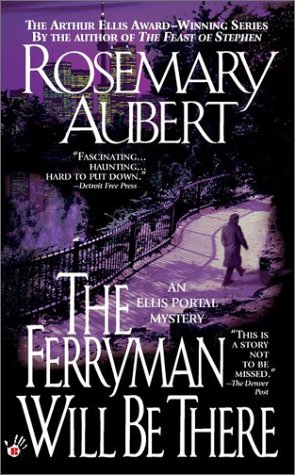 The Arthur Ellis Award–Winning Series
By the author of The Feast of Stephen
Rosemary
Aubert
"Fascinating...
haunting...
hard to put down."
—Detroit Free Press
An
Ellis Portal
Mystery
The
Ferryman
Will Be There
"This is
a story
not
to be
missed."
—The Denver
Post
B